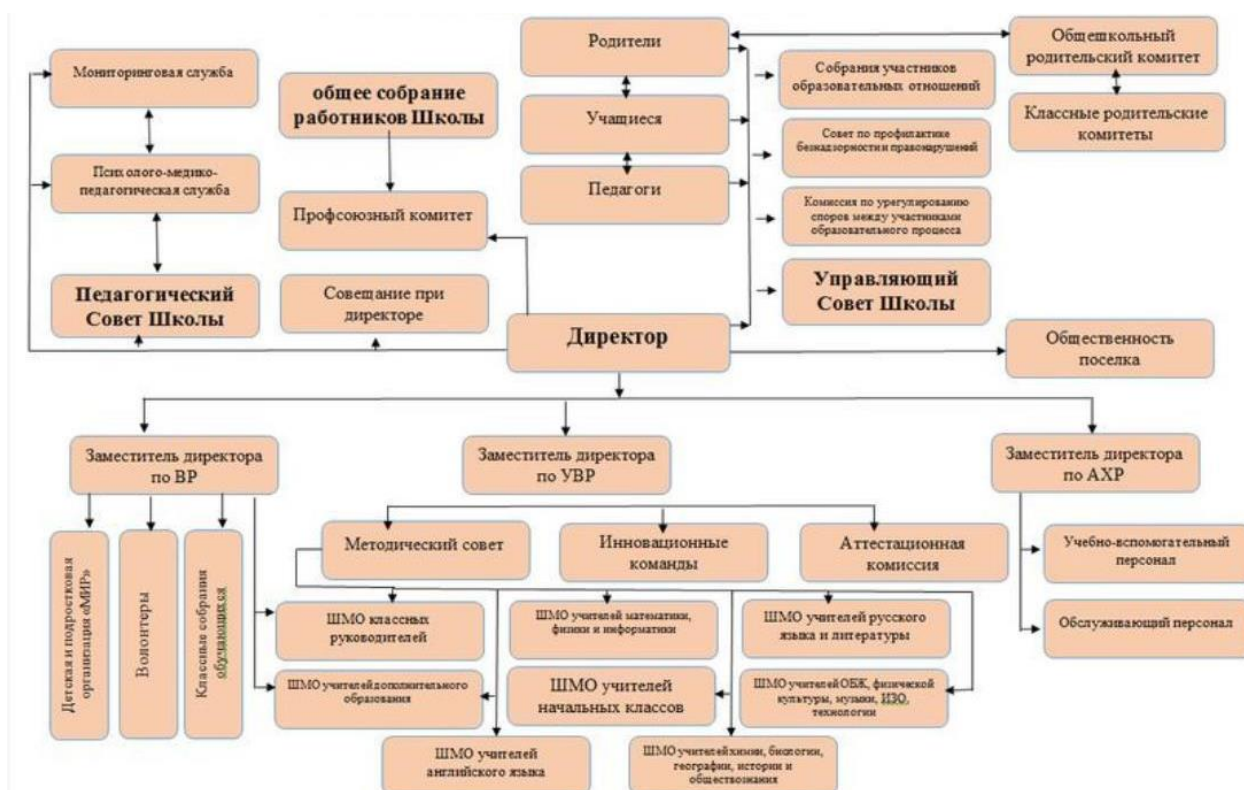 Родители
Общешкольный
родительский комитет
Мониторинговая служба
Собрания участников
образовательных отношений
общее собрание
работников Школы
Учащиеся
Классные родительские
комитеты
Совет по профилактике
безнадзорности и правонарушений
Психолого-медико-
педагогическая служба
Педагоги
Профсоюзный комитет
Комиссия по урегулированию
споров между участниками
образовательного процесса
Педагогический
Совет Школы
Совещание при
директоре
Управляющий
Совет Школы
Директор
Общественность
поселка
Заместитель директора
по ВР
Заместитель директора
по УВР
Заместитель директора
по АХР
Детская и подростковая
организация «МИР»
Волонтеры
Классные собрания
обучающихся
Методический совет
Инновационные
команды
Аттестационная
комиссия
Учебно-вспомогательный
персонал
ШМО классных
руководителей
ШМО учителей математики,
физики и информатики
ШМО учителей русского
языка и литературы
Обслуживающий персонал
ШМО учителей дополнительного
образования
ШМО учителей
начальных классов
ШМО учителей ОБЖ, физической
культуры, музыки, ИЗО,
технологии
ШМО учителей
английского языка
ШМО учителей химии, биологии,
географии, истории и
обществознания